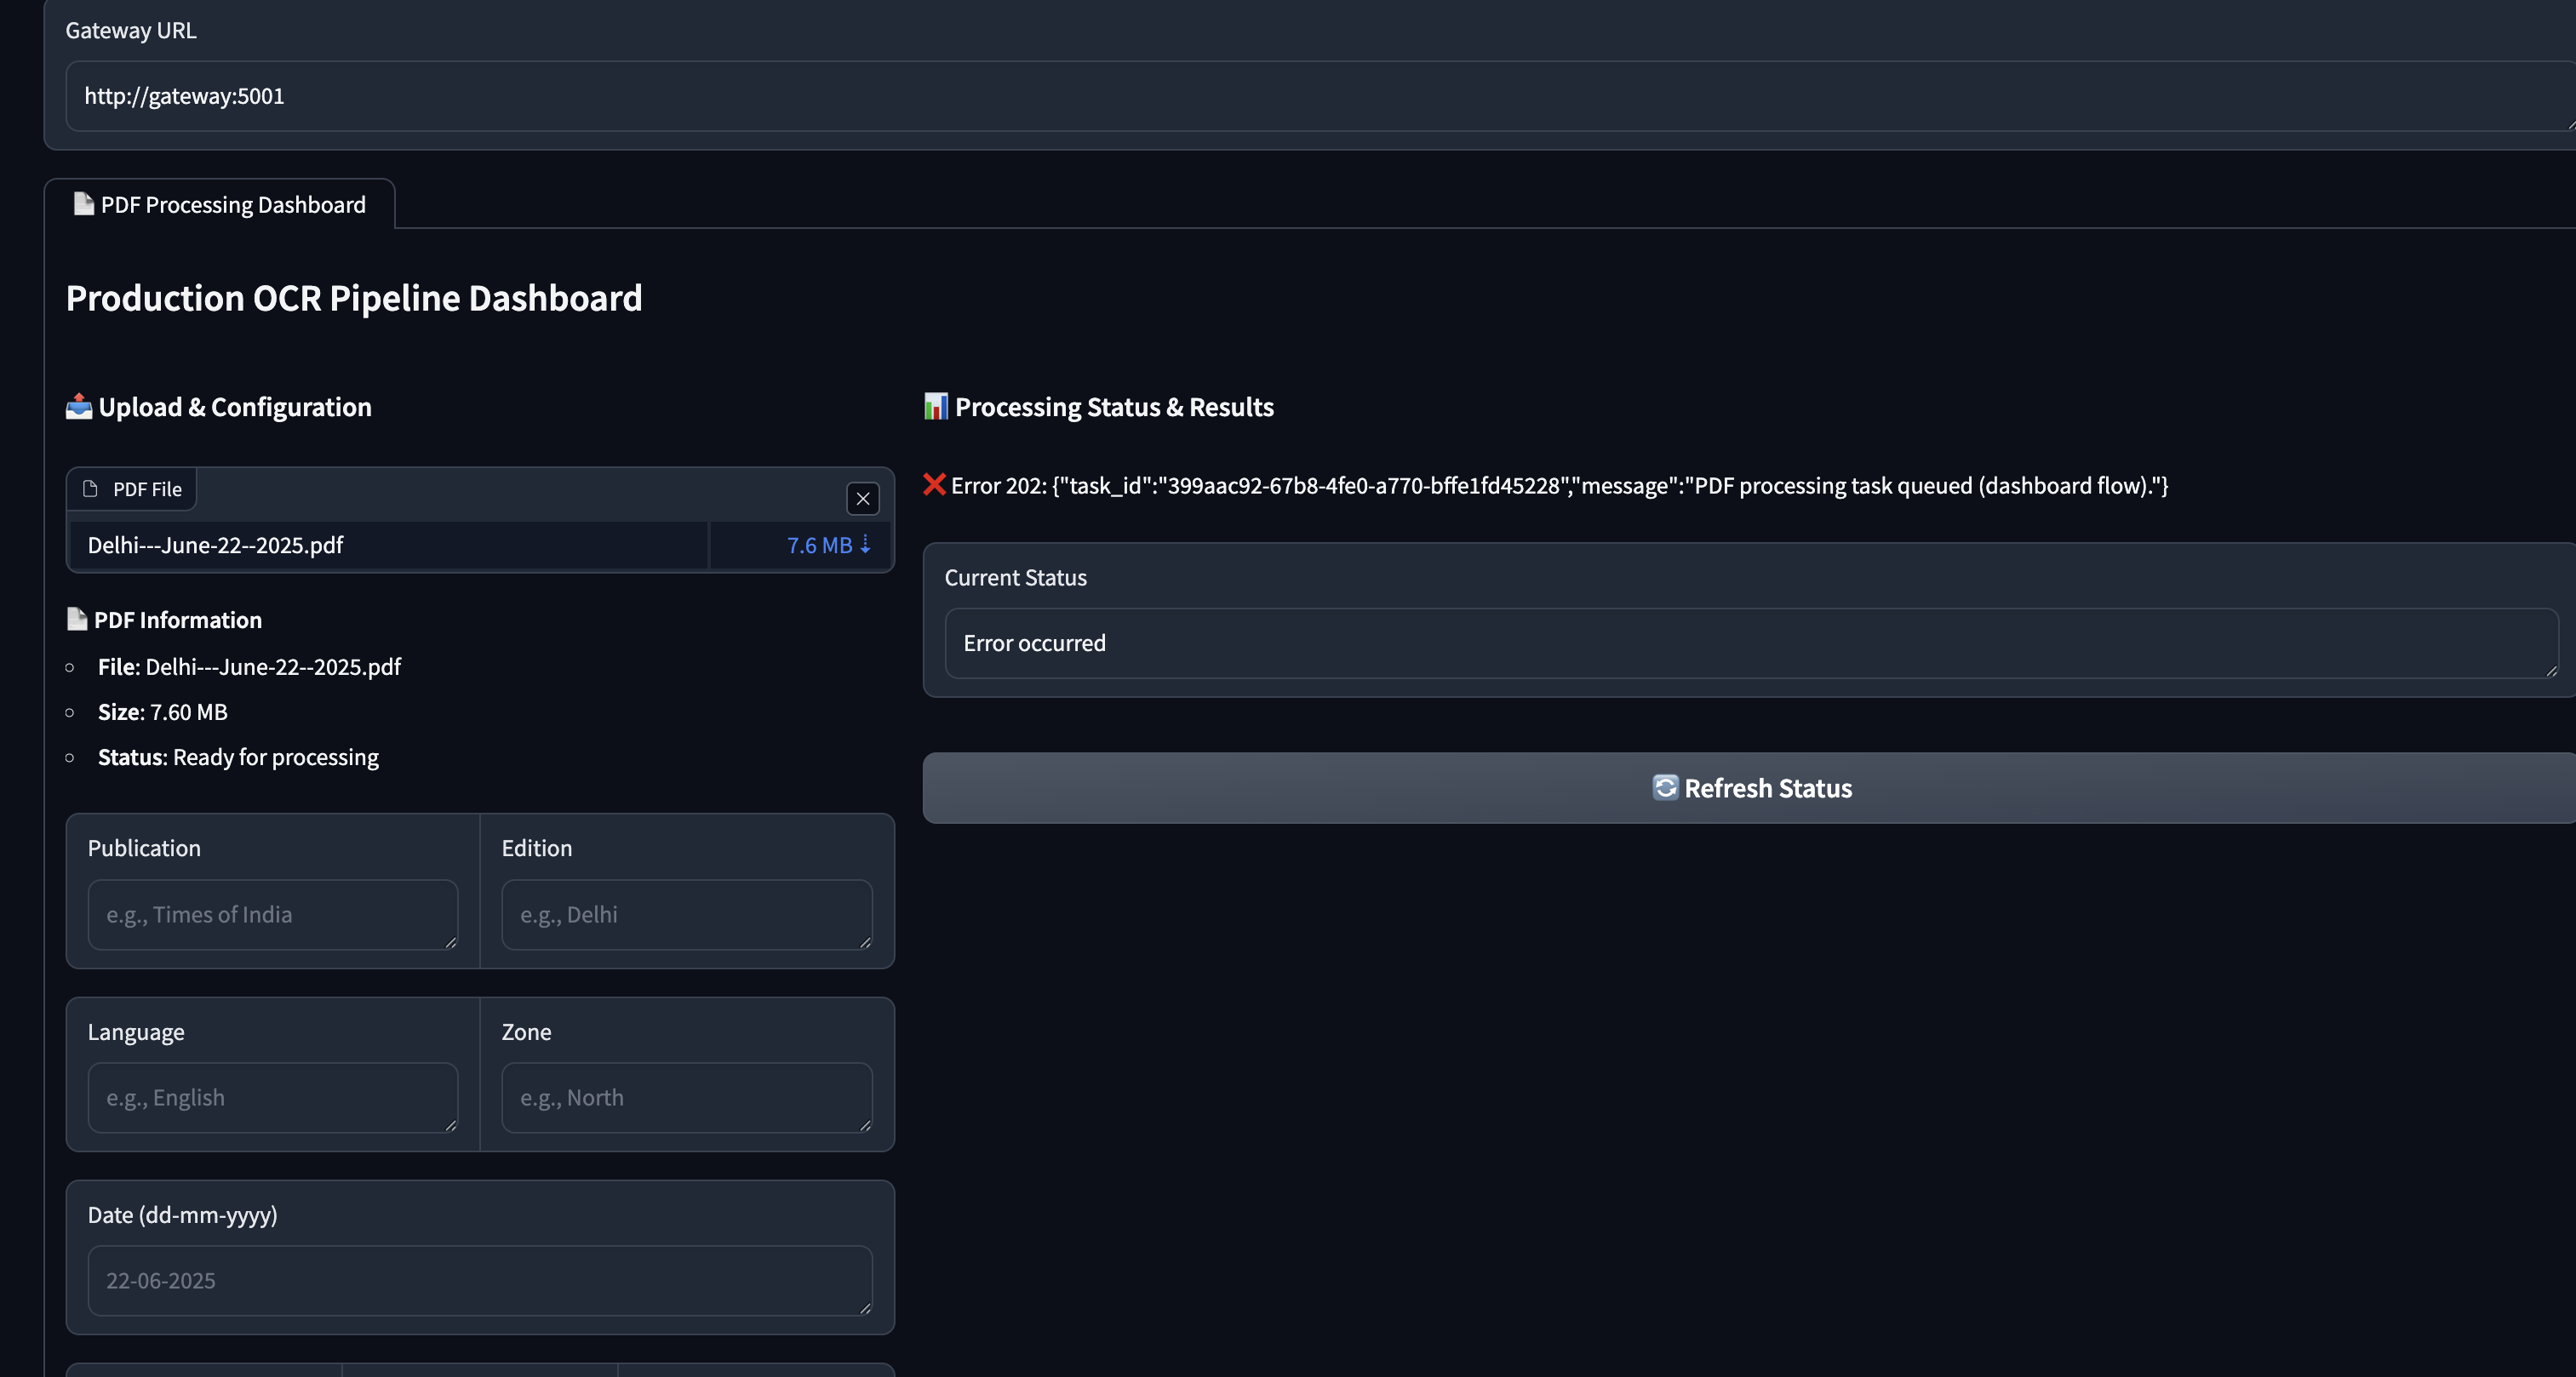 Gateway URL
http://gateway:5001
PDF Processing Dashboard
Production OCR Pipeline Dashboard
Upload & Configuration
PDF File
Delhi---June-22--2025.pdf
7.6 MB ⇣
PDF Information
File: Delhi---June-22--2025.pdf
Size: 7.60 MB
Status: Ready for processing
Publication
Edition
e.g., Times of India
e.g., Delhi
Language
Zone
e.g., English
e.g., North
Date (dd-mm-yyyy)
22-06-2025
Processing Status & Results
❌ Error 202: {"task_id":"399aac92-67b8-4fe0-a770-bffe1fd45228","message":"PDF processing task queued (dashboard flow)."}
Current Status
Error occurred
Refresh Status